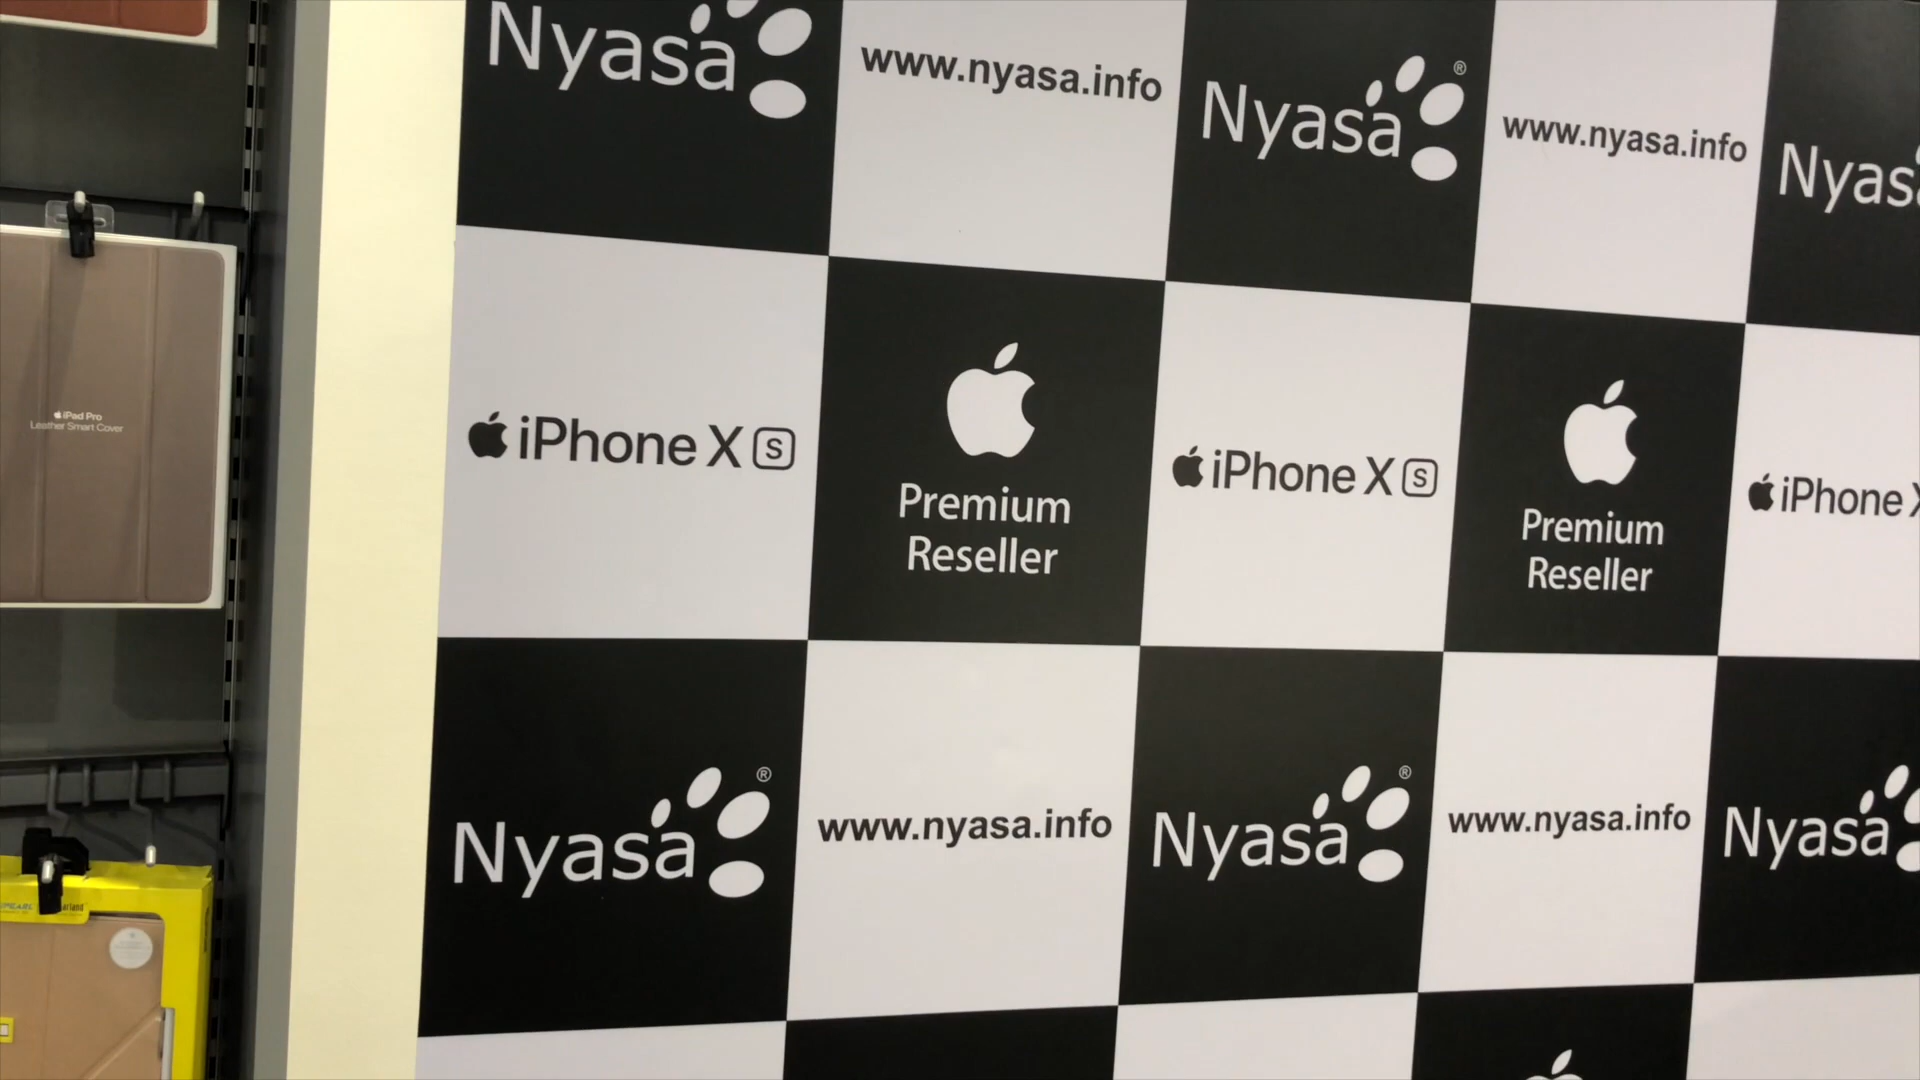 Nyasa
www.nyasa.info
Nyasa®
www.nyasa.info
Nyas
iPhone XS
Premium
Reseller
iPhone XS
Premium
Reseller
iPhone X
iPad Pro
Leather Smart Cover
Nyasa®
www.nyasa.info
Nyasa®
www.nyasa.info
Nyasa